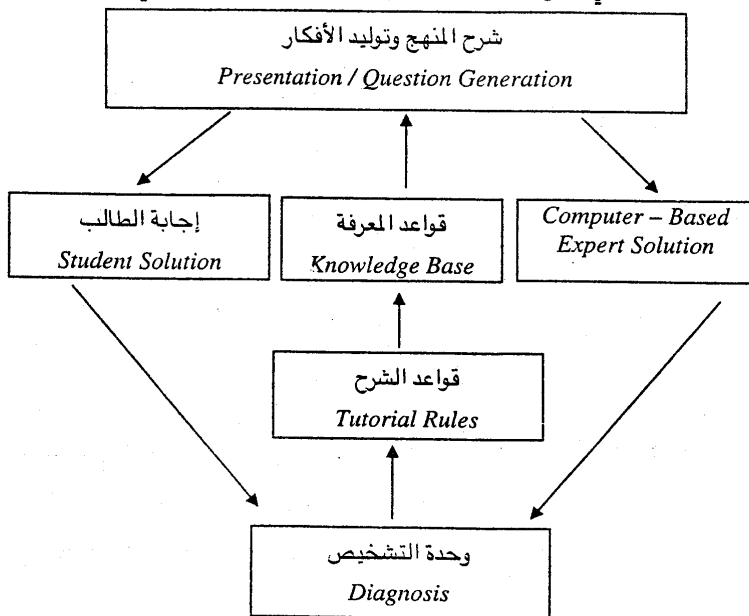 شرح المنهج وتوليد الأفكار
Presentation / Question Generation
إجابة الطالب
Student Solution
قواعد المعرفة
Knowledge Base
Computer – Based
Expert Solution
قواعد الشرح
Tutorial Rules
وحدة التشخيص
Diagnosis